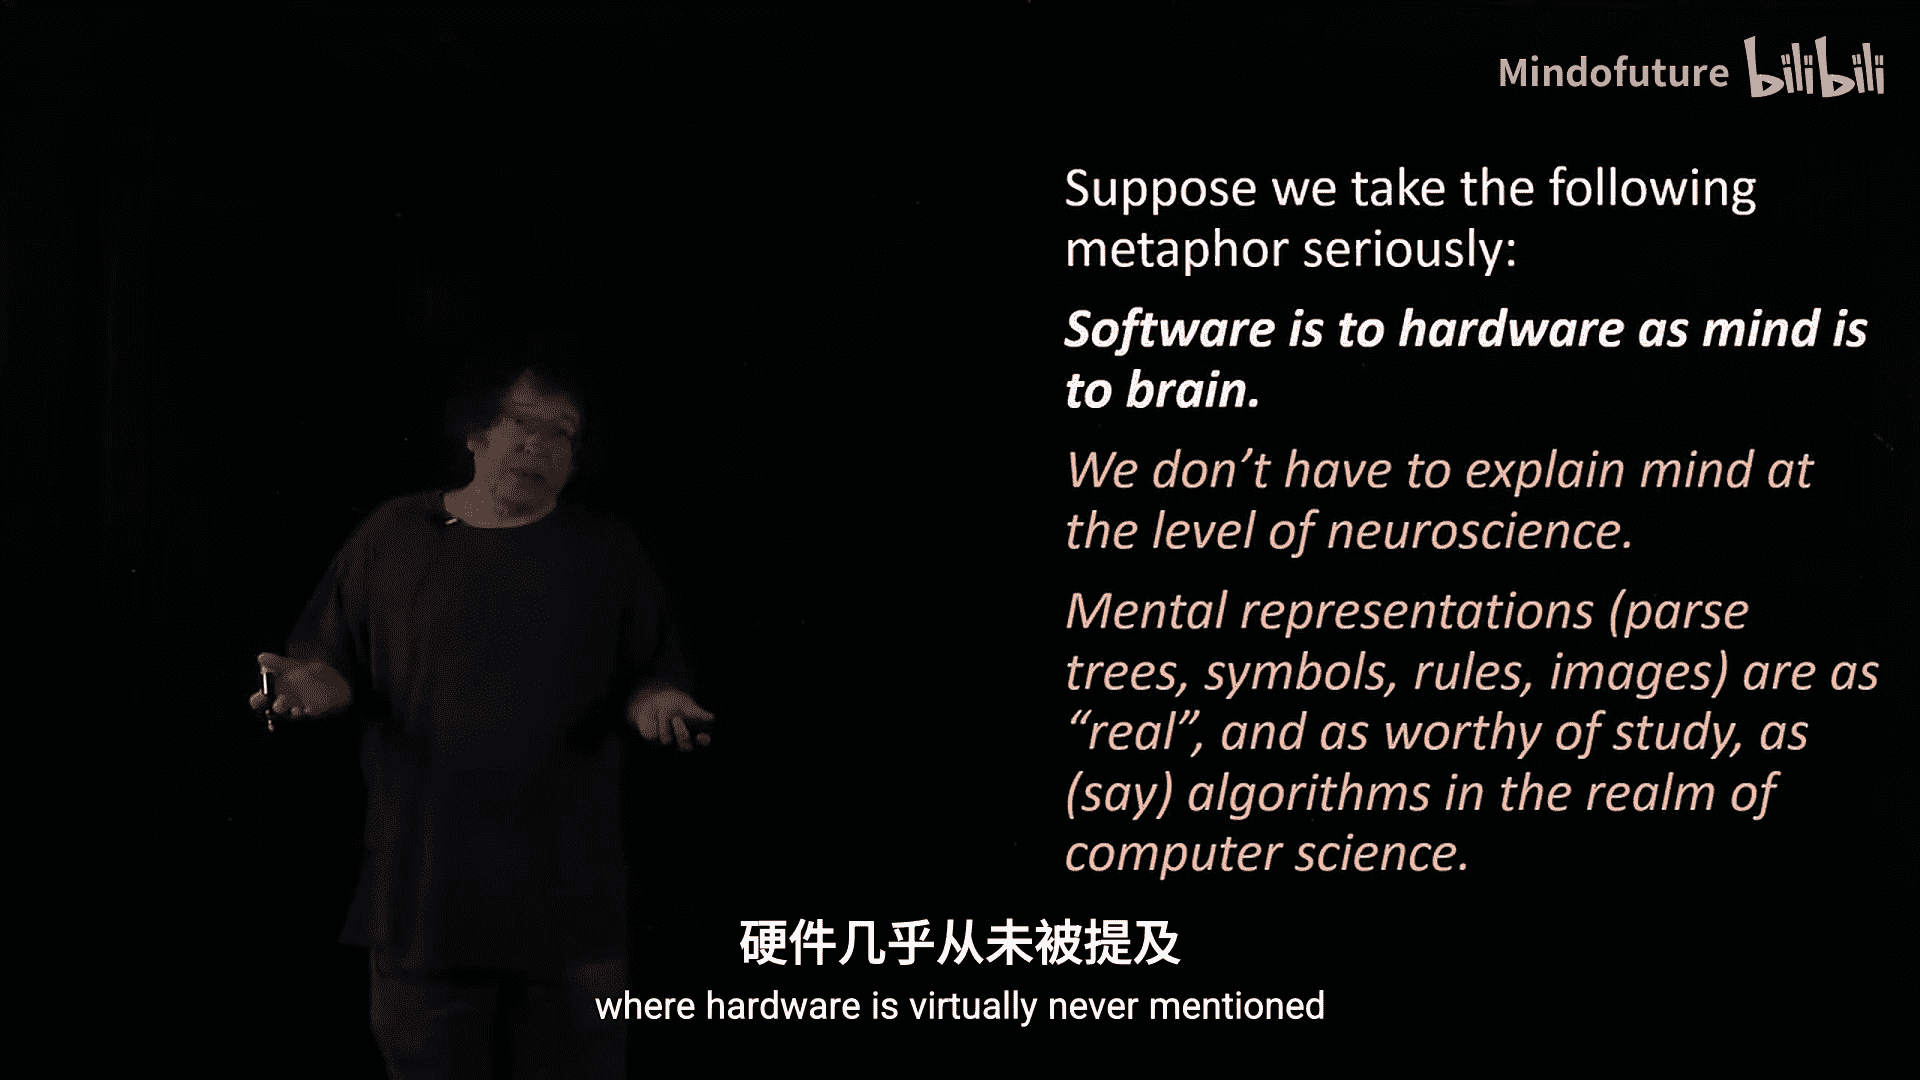 Mindofuture bilibili
Suppose we take the following
metaphor seriously:
Software is to hardware as mind is
to brain.
We don’t have to explain mind at
the level of neuroscience.
Mental representations (parse
trees, symbols, rules, images) are as
“real”, and as worthy of study, as
(say) algorithms in the realm of
computer science.
硬件几乎从未被提及
where hardware is virtually never mentioned